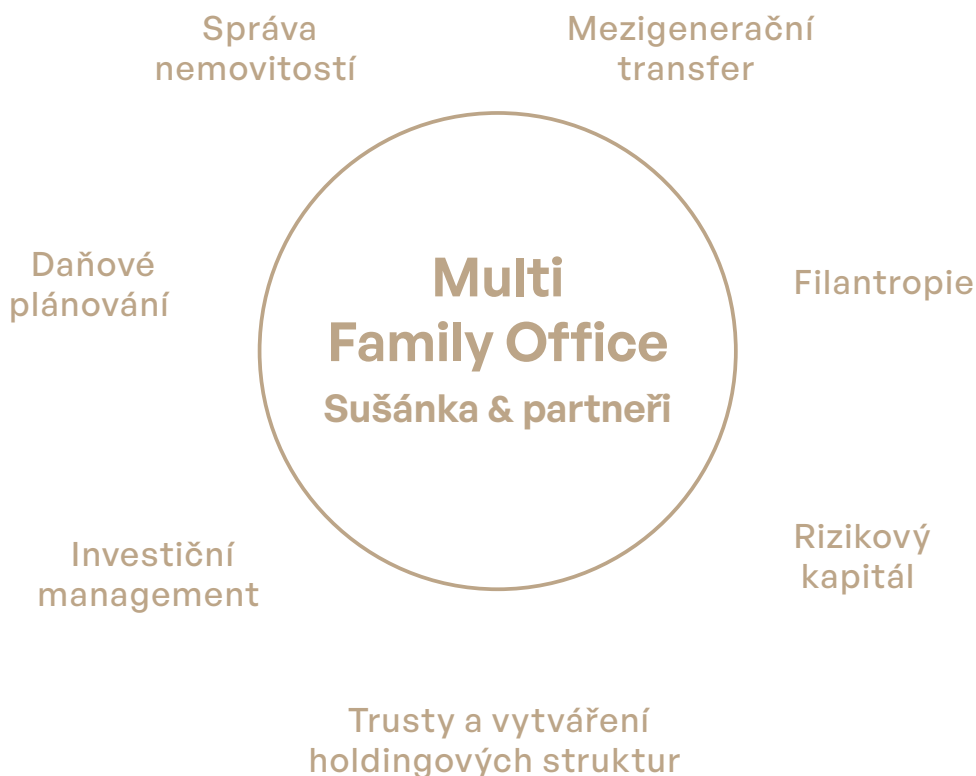 Správa
nemovitostí
Mezigenerační
transfer
Daňové
plánování
Multi
Family Office
Sušánka & partneři
Filantropie
Investiční
management
Rizikový
kapitál
Trusty a vytváření
holdingových struktur